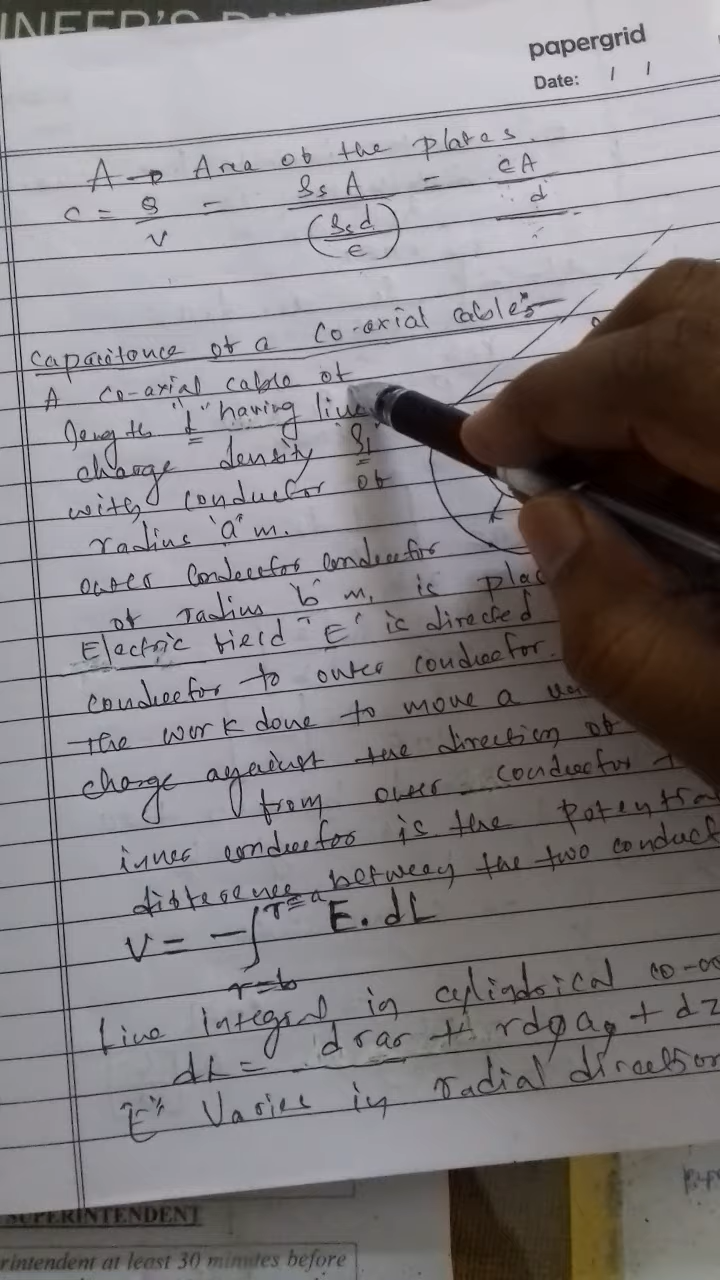 papergrid
Date: / /
A → Area of the plates.
C = Q/V = ρs A / (ρs d / ϵ) = ϵA / d
Capacitance of a Co-axial cable:-
A co-axial cable of
length "L" having line
charge density "ρL"
with conductor of
radius 'a' m.
outer conductor conductor
of radius 'b' m, is plac
Electric field "E" is directed
conductor to outer conductor.
The work done to move a
charge against the direction of
from outer conductor
inner conductor is the potentia
difference between the two conduct
V = - ∫ r=b r=a E. dL
Line integral in cylindrical co-o
dL = dr ar + rdφ aφ + dz
"E" Varies in radial direction
SUPERINTENDENT
rintendent at least 30 minutes before